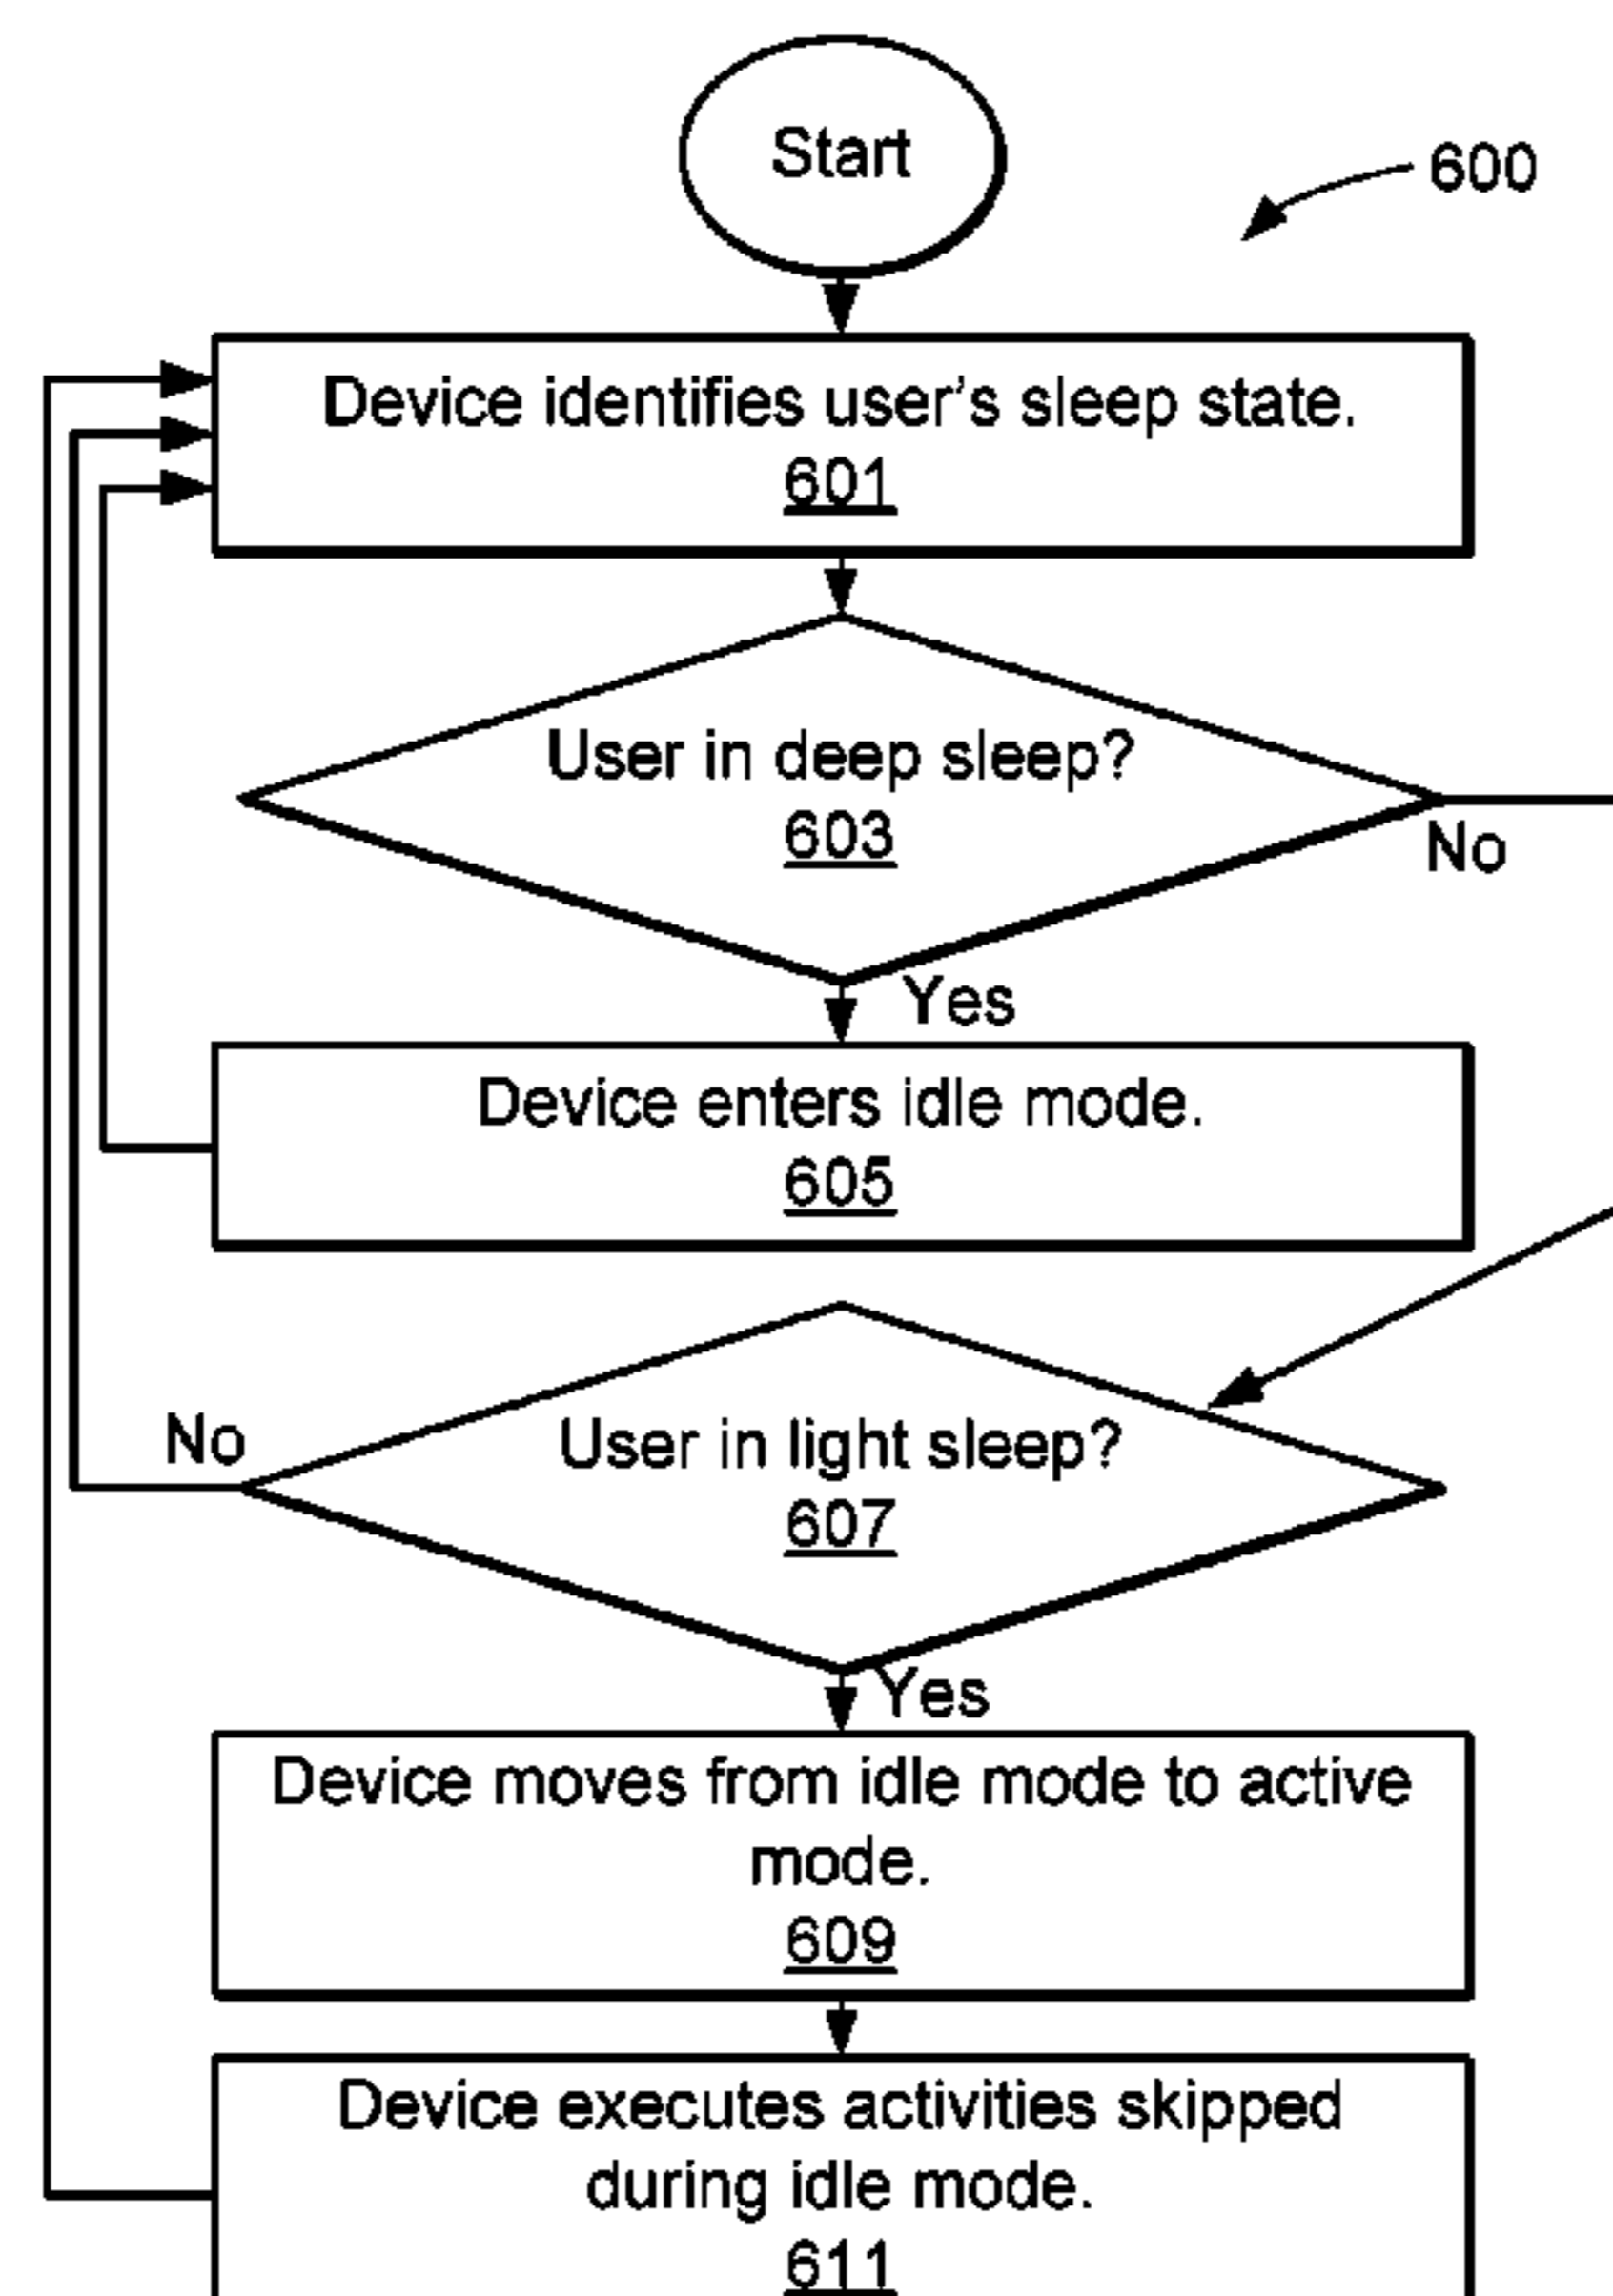 Start
600
Device identifies user's sleep state.
601
User in deep sleep?
603
No
Yes
Device enters idle mode.
605
No
User in light sleep?
607
Yes
Device moves from idle mode to active
mode.
609
Device executes activities skipped
during idle mode.
611